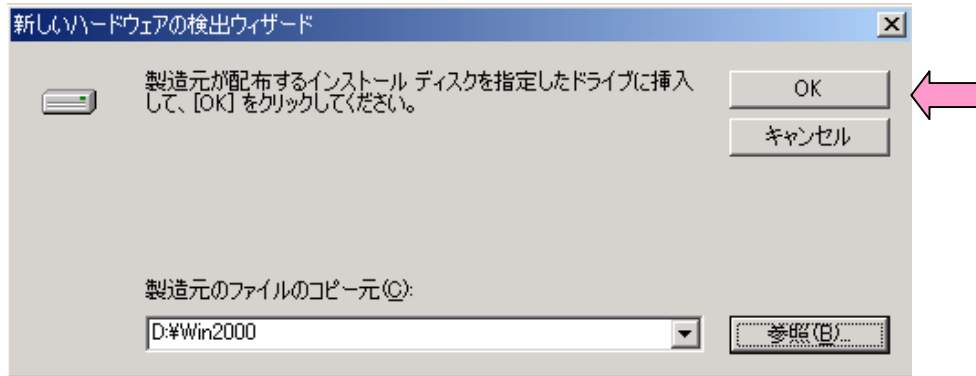 新しいハードウェアの検出ウィザード
製造元が配布するインストール ディスクを指定したドライブに挿入
して、[OK] をクリックしてください。
OK
キャンセル
製造元のファイルのコピー元(C):
D:¥Win2000
参照(B)...